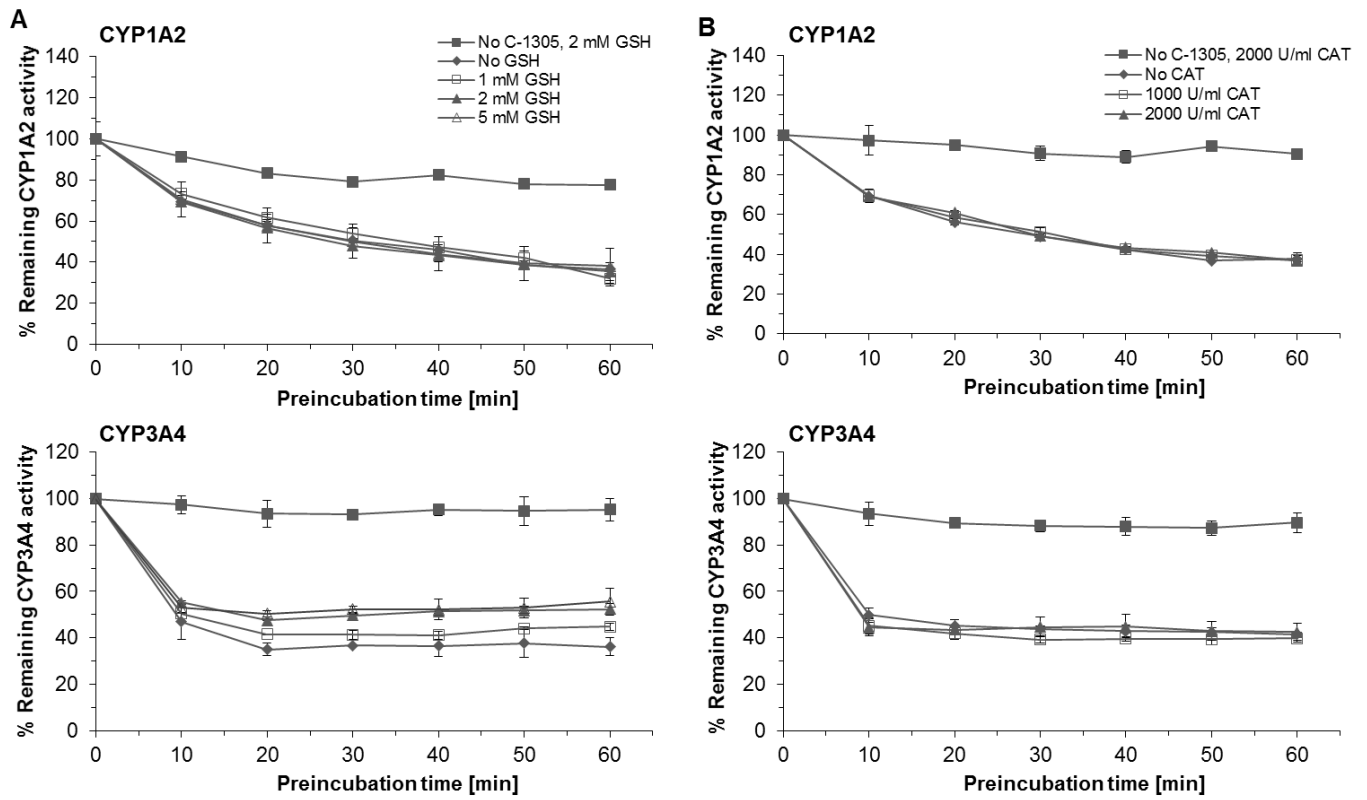 A
CYP1A2
No C-1305, 2 mM GSH
No GSH
1 mM GSH
2 mM GSH
5 mM GSH
% Remaining CYP1A2 activity
140
120
100
80
60
40
20
0
0 10 20 30 40 50 60
Preincubation time [min]
B
CYP1A2
No C-1305, 2000 U/ml CAT
No CAT
1000 U/ml CAT
2000 U/ml CAT
% Remaining CYP1A2 activity
140
120
100
80
60
40
20
0
0 10 20 30 40 50 60
Preincubation time [min]
CYP3A4
% Remaining CYP3A4 activity
120
100
80
60
40
20
0
0 10 20 30 40 50 60
Preincubation time [min]
CYP3A4
% Remaining CYP3A4 activity
120
100
80
60
40
20
0
0 10 20 30 40 50 60
Preincubation time [min]